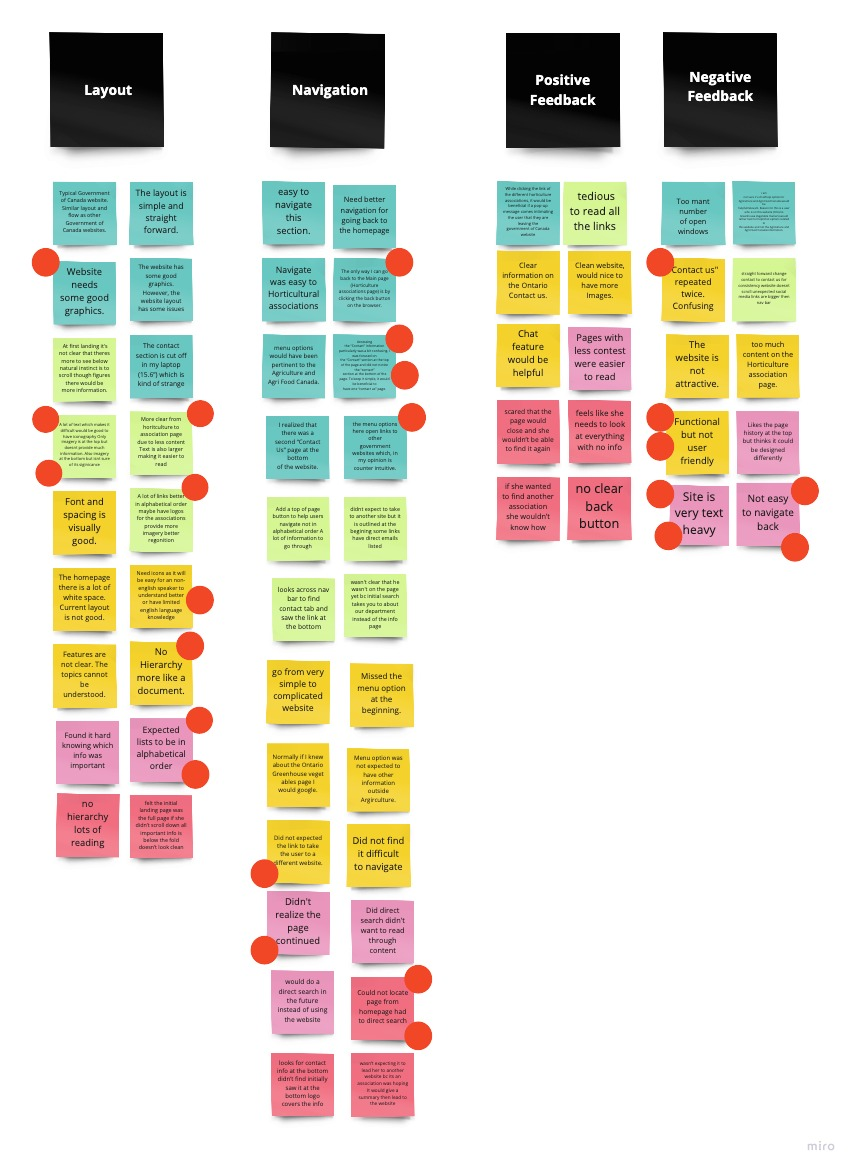 Layout
Navigation
Positive
Feedback
Negative
Feedback
Typical Government
of Canada website.
Similar layout and
flow as other
Government of
Canada websites.
The layout is
simple and
straight
forward.
Website
needs
some good
graphics.
The website has
some good
graphics.
However, the
website layout
has some issues
At first landing it's
not clear that theres
more to see below
natural instinct is to
scroll though figures
there would be
more information.
The contact
section is cut off
in my laptop
(15.6") which is
kind of strange
A lot of text which makes it
difficult would be good to
have iconography Only
imagery is at the top but
doesnt provide much
information. Also imagery
at the bottom but isnt sure
of its signicance
More clear from
horticulture to
association page
due to less content
Text is also larger
making it easier to
read
Font and
spacing is
visually
good.
A lot of links better
in alphabetical order
maybe have logos
for the associations
provide more
imagery better
regonition
The homepage
there is a lot of
white space.
Current layout
is not good.
Need icons as it will
be easy for an non-
english speaker to
understand better
or have limited
english language
knowledge
Features are
not clear. The
topics cannot
be
understood.
No
Hierarchy
more like a
document.
Found it hard
knowing which
info was
important
Expected
lists to be in
alphabetical
order
no
hierarchy
lots of
reading
felt the initial
landing page was
the full page if she
didn't scroll down all
important info is
below the fold
doesn't look clean
easy to
navigate
this
section.
Need better
navigation for
going back to
the homepage
Navigate
was easy to
Horticultural
associations
The only way I can go
back to the Main page
(Horticulture
associations page) is by
clicking the back button
on the browser.
menu options
would have been
pertinent to the
Agriculture and
Agri Food Canada.
I realized that
there was a
second "Contact
Us" page at the
bottom
of the website.
the menu options
here open links to
other
government
websites which, in
my opinion is
counter intuitive.
Add a top of page
button to help users
navigate not in
alphabetical order A
lot of information to
go through
didn't expect to take
to another site but it
is outlined at the
begining some links
have direct emails
listed
looks across nav
bar to find
contact tab and
saw the link at
the bottom
wasn't clear that he
wasn't on the page
yet bc initial search
takes you to about
our department
instead of the info
page
go from very
simple to
complicated
website
Missed the
menu option
at the
beginning.
Normally if I knew
about the Ontario
Greenhouse veget
ables page I
would google.
Menu option was
not expected to
have other
information
outside
Argirculture.
Did not expected
the link to take
the user to a
different website.
Did not find
it difficult
to navigate
Didn't
realize the
page
continued
Did direct
search didn't
want to read
through
content
would do a
direct search in
the future
instead of using
the website
Could not locate
page from
homepage had
to direct search
looks for contact
info at the bottom
didn't find initially
saw it at the
bottom logo
covers the info
wasn't expecting it to
lead her to another
website bc its an
association was hoping
it would give a
summary then lead to
the website
While clicking the link of
the different horticulture
associations, it would be
beneficial if a pop up
message comes intimating
the user that they are
leaving the
government of Canada
website
tedious
to read all
the links
Clear
information on
the Ontario
Contact us.
Clean website,
would nice to
have more
Images.
Chat
feature
would be
helpful
Pages with
less contest
were easier
to read
scared that the
page would
close and she
wouldn't be able
to find it again
feels like she
needs to look
at everything
with no info
if she wanted
to find another
association
she wouldn't
know how
no clear
back
button
Too mant
number
of open
windows
Contact us"
repeated
twice.
Confusing
straight forward change
contact to contact us for
consistency website doesnt
scroll unexpected social
media links are bigger then
nav bar
The
website is
not
attractive.
too much
content on the
Horticulture
association
page.
Functional
but not
user
friendly
Likes the page
history at the top
but thinks it could
be designed
differently
Site is
very text
heavy
Not easy
to navigate
back
miro